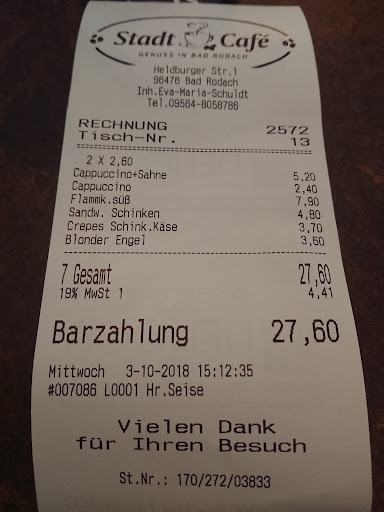 Stadt Café
GENUSS IN BAD RODACH
Heldburger Str.1
96476 Bad Rodach
Inh.Eva-Maria-Schuldt
Tel.09564-8058786
RECHNUNG 2572
Tisch-Nr. 13
2 X 2,60
Cappuccino+Sahne 5,20
Cappuccino 2,40
Flammk.süß 7,90
Sandw. Schinken 4,80
Crepes Schink.Käse 3,70
Blonder Engel 3,60
7 Gesamt 27,60
19% MwSt 1 4,41
Barzahlung 27,60
Mittwoch 3-10-2018 15:12:35
#007086 L0001 Hr.Seise
Vielen Dank
für Ihren Besuch
St.Nr.: 170/272/03833